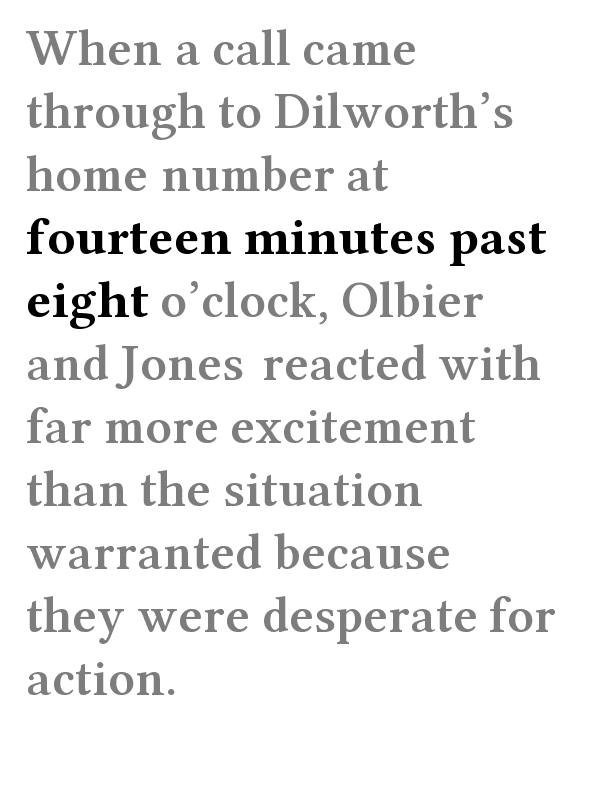 When a call came
through to Dilworth’s
home number at
fourteen minutes past
eight o’clock, Olbier
and Jones reacted with
far more excitement
than the situation
warranted because
they were desperate for
action.